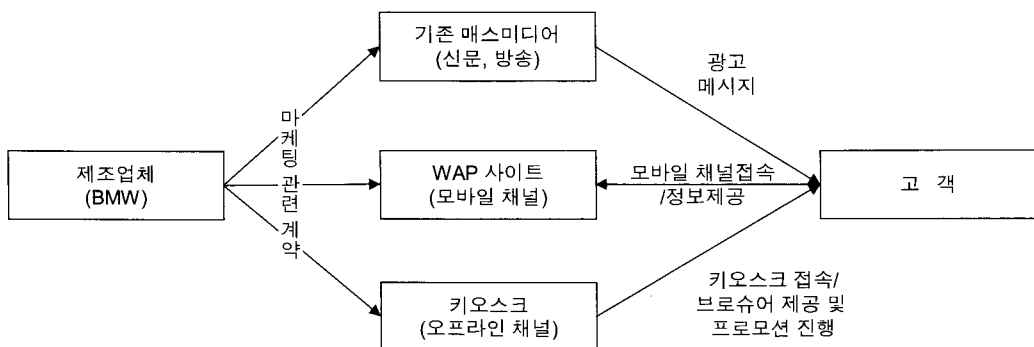 기존 매스미디어
(신문, 방송)
광고
메시지
마케팅 관련 계약
제조업체
(BMW)
WAP 사이트
(모바일 채널)
모바일 채널접속
/정보제공
고 객
키오스크
(오프라인 채널)
키오스크 접속/
브로슈어 제공 및
프로모션 진행